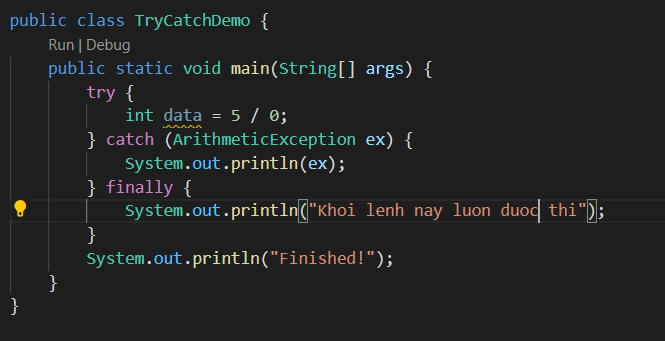 public class TryCatchDemo {
Run | Debug
public static void main(String[] args) {
try {
int data = 5 / 0;
} catch (ArithmeticException ex) {
System.out.println(ex);
} finally {
System.out.println("Khoi lenh nay luon duoc thi");
}
System.out.println("Finished!");
}
}